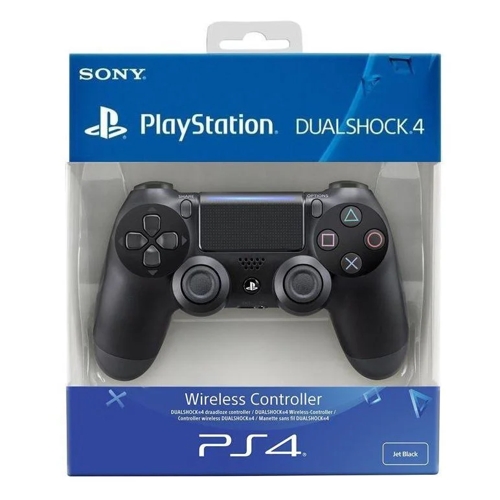 SONY
PlayStation® DUALSHOCK®4
SHARE OPTIONS
Wireless Controller
DUALSHOCK®4 draadloze controller / DUALSHOCK®4 Wireless-Controller /
Controller wireless DUALSHOCK®4 / Manette sans fil DUALSHOCK®4
PS4
Jet Black